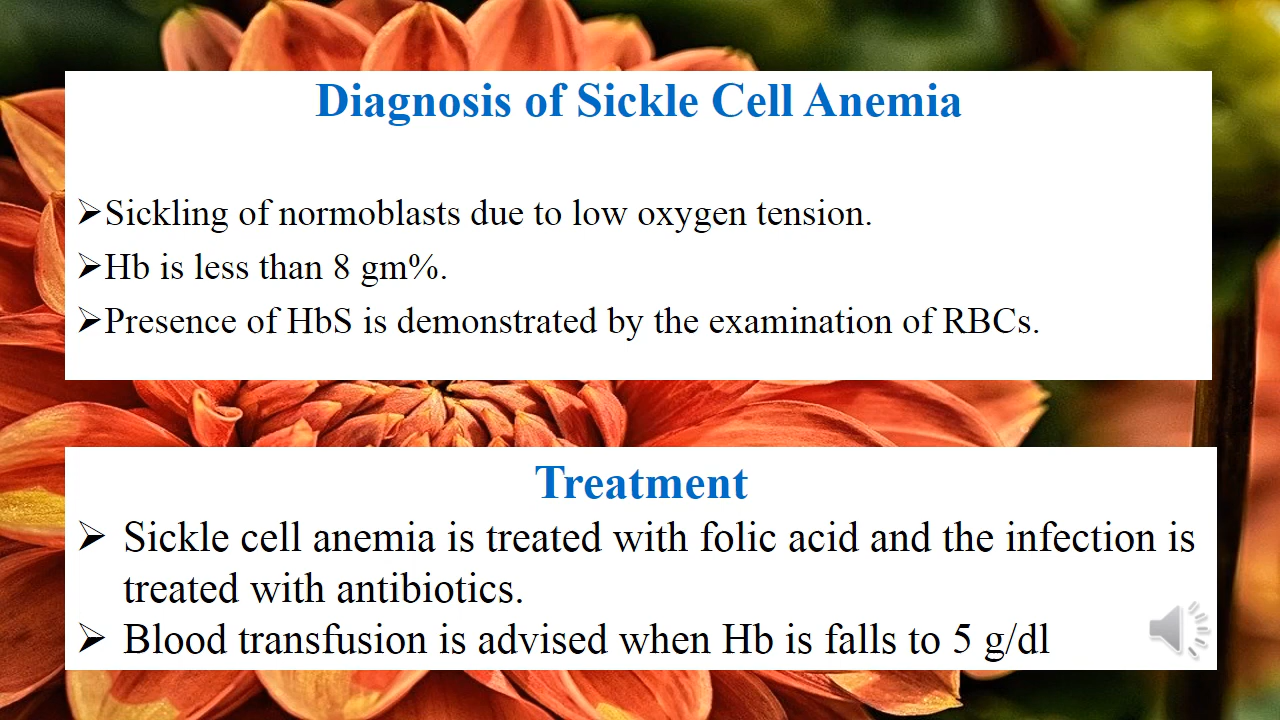 Diagnosis of Sickle Cell Anemia
➢Sickling of normoblasts due to low oxygen tension.
➢Hb is less than 8 gm%.
➢Presence of HbS is demonstrated by the examination of RBCs.
Treatment
➢ Sickle cell anemia is treated with folic acid and the infection is
treated with antibiotics.
➢ Blood transfusion is advised when Hb is falls to 5 g/dl